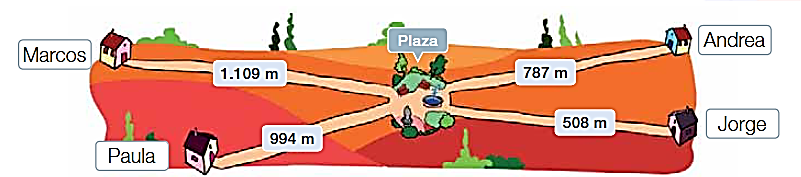 Plaza
Marcos
Andrea
1.109 m
787 m
994 m
508 m
Jorge
Paula